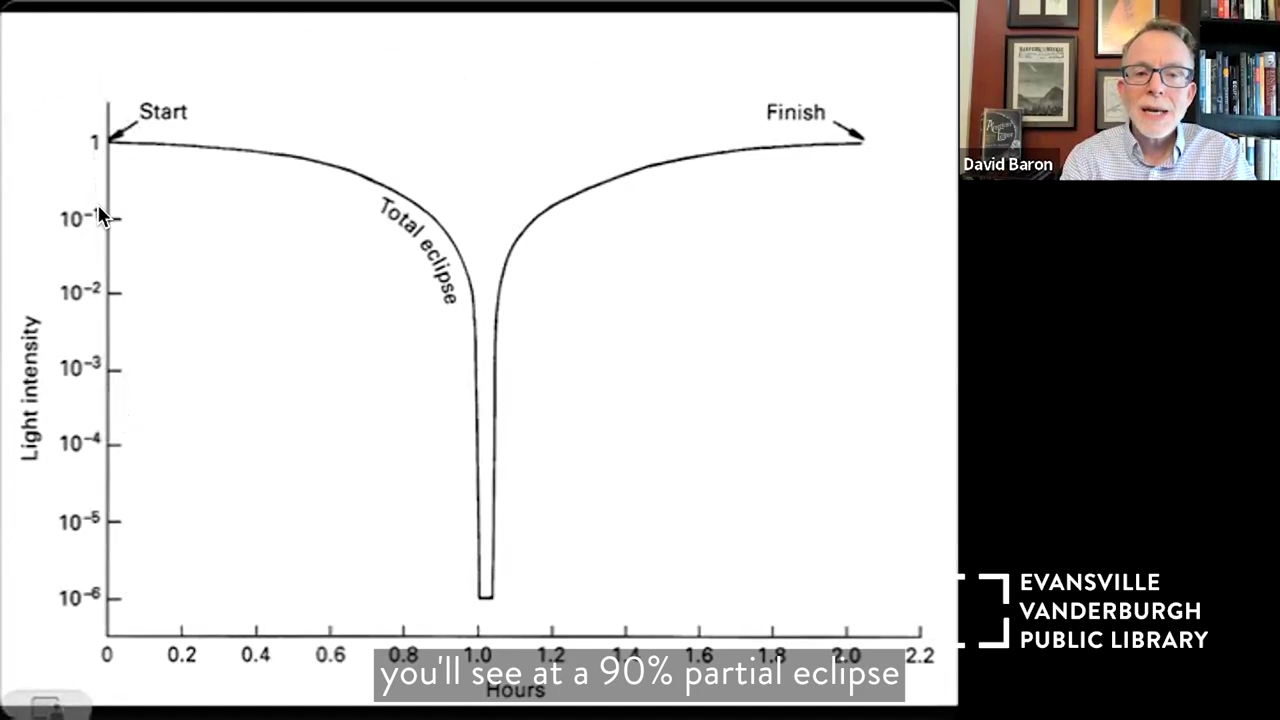 Start
Finish
Total eclipse
Light intensity
1
10⁻¹
10⁻²
10⁻³
10⁻⁴
10⁻⁵
10⁻⁶
0 0.2 0.4 0.6 0.8 1.0 1.2 1.4 1.6 1.8 2.0 2.2
Hours
you'll see at a 90% partial eclipse
HARPER'S WEEKLY
David Baron
EVANSVILLE
VANDERBURGH
PUBLIC LIBRARY